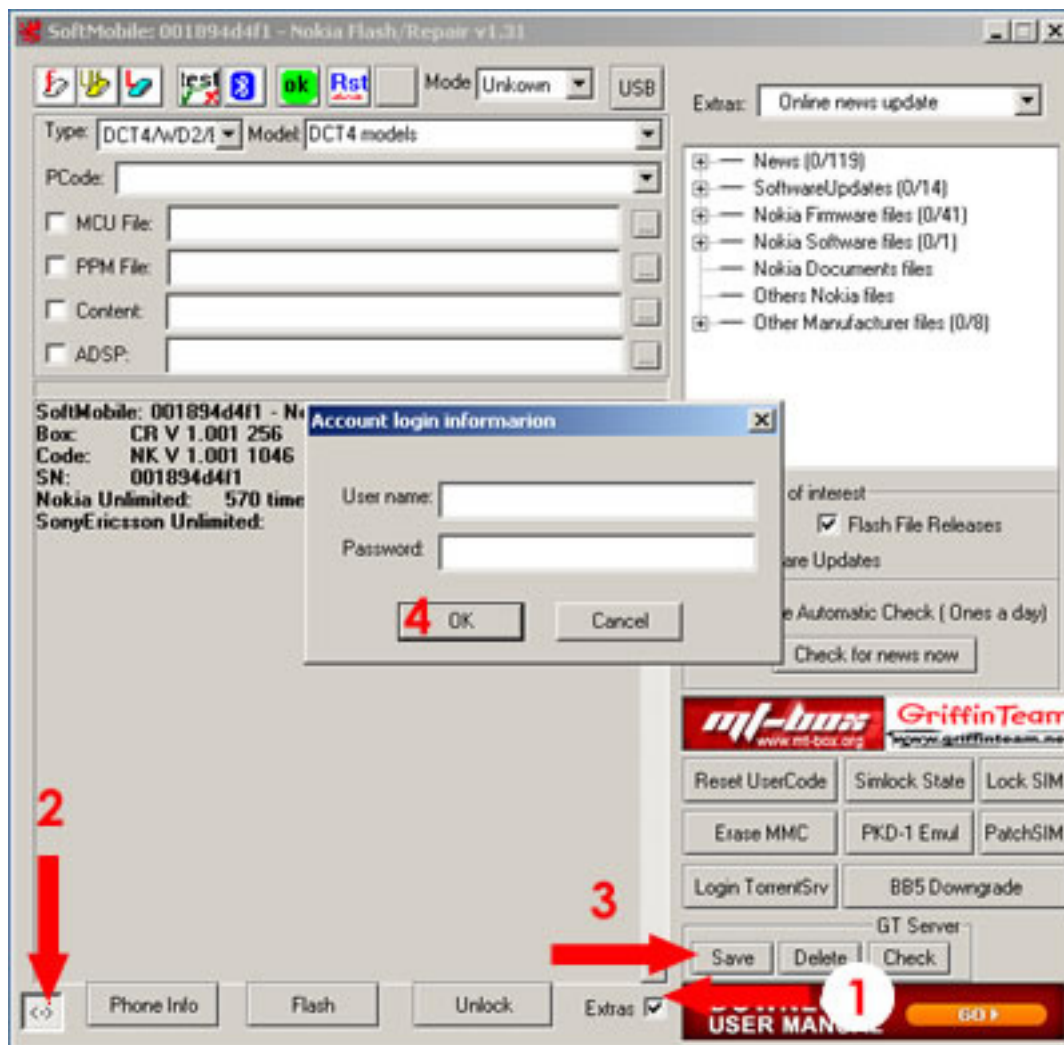 SoftMobile: 001894d4f1 - Nokia Flash/Repair v1.31
test ok Rst Mode Unkown USB
Type: DCT4/WD2/ Model: DCT4 models
PCode:
MCU File: ...
PPM File: ...
Content: ...
ADSP: ...
Extras: Online news update
News (0/119)
SoftwareUpdates (0/14)
Nokia Firmware files (0/41)
Nokia Software files (0/1)
Nokia Documents files
Others Nokia files
Other Manufacturer files (0/8)
SoftMobile: 001894d4f1 - N
Box: CR V 1.001 256
Code: NK V 1.001 1046
SN: 001894d4f1
Nokia Unlimited: 570 time
SonyEricsson Unlimited:
Account login informarion
User name:
Password:
4 OK Cancel
of interest
Flash File Releases
are Updates
e Automatic Check ( Ones a day)
Check for news now
mt-box
www.mt-box.org
GriffinTeam
www.griffinteam.ne
Reset UserCode Simlock State Lock SIM
Erase MMC PKD-1 Emul PatchSIM
Login TorrentSrv BB5 Downgrade
GT Server
Save Delete Check
2
3
1
<-> Phone Info Flash Unlock Extras
USER MANUAL
GO